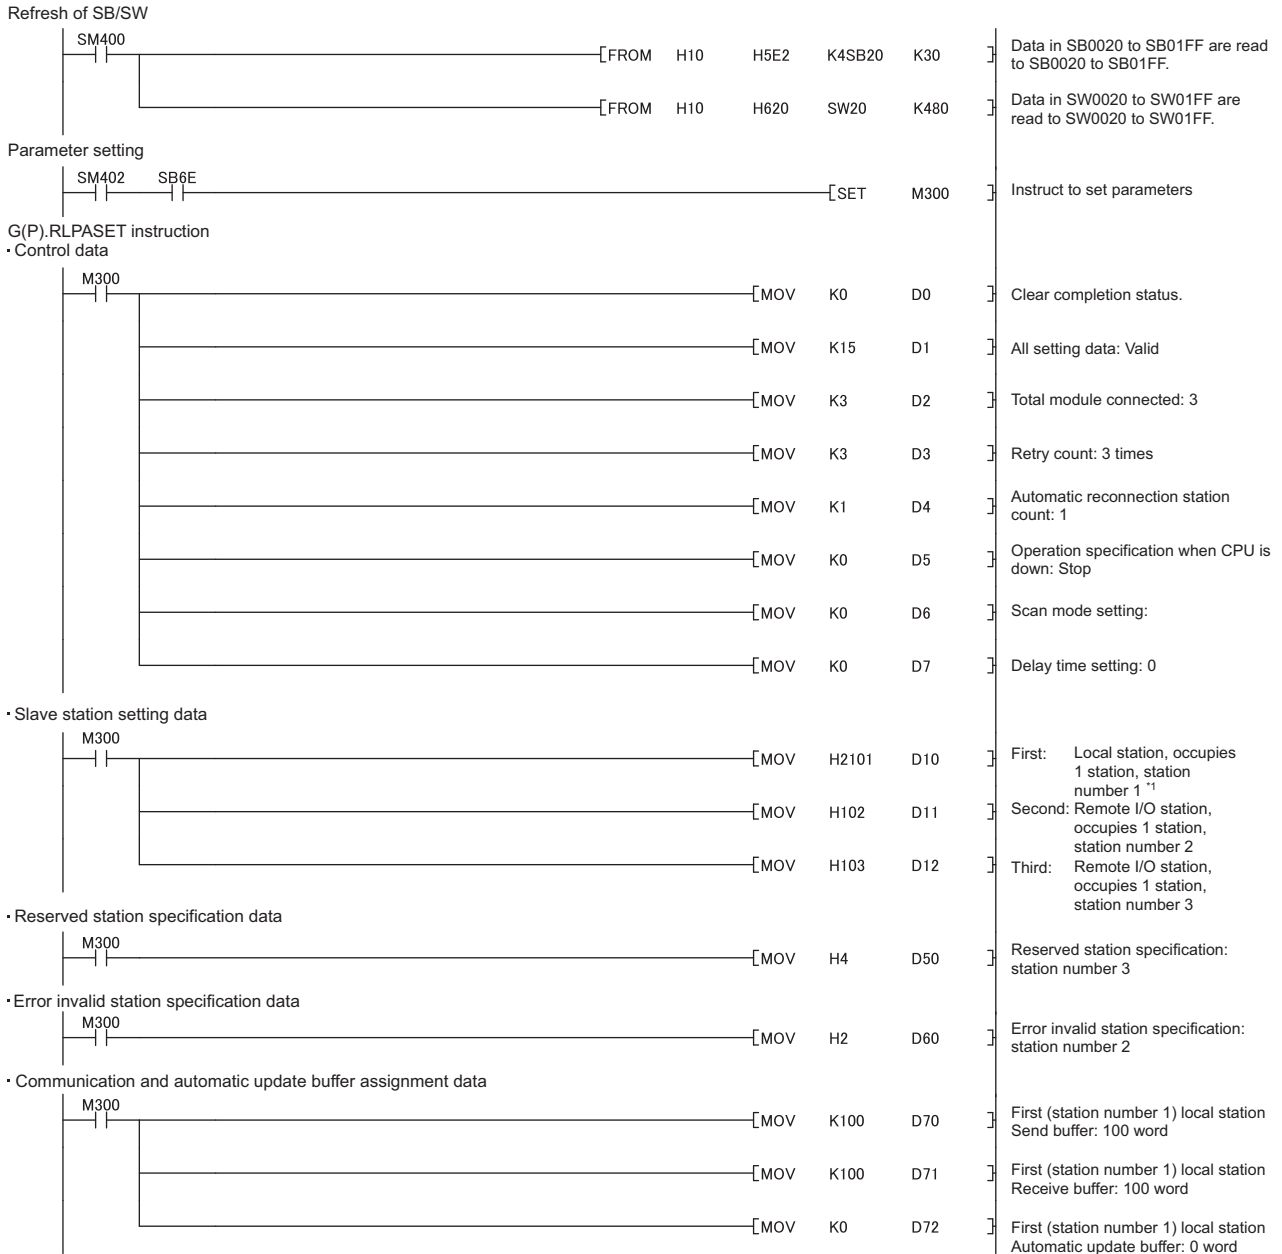 Refresh of SB/SW
SM400
FROM H10 H5E2 K4SB20 K30
Data in SB0020 to SB01FF are read
to SB0020 to SB01FF.
FROM H10 H620 SW20 K480
Data in SW0020 to SW01FF are
read to SW0020 to SW01FF.
Parameter setting
SM402 SB6E
SET M300
Instruct to set parameters
G(P).RLPASET instruction
· Control data
M300
MOV K0 D0
Clear completion status.
MOV K15 D1
All setting data: Valid
MOV K3 D2
Total module connected: 3
MOV K3 D3
Retry count: 3 times
MOV K1 D4
Automatic reconnection station
count: 1
MOV K0 D5
Operation specification when CPU is
down: Stop
MOV K0 D6
Scan mode setting:
MOV K0 D7
Delay time setting: 0
· Slave station setting data
M300
MOV H2101 D10
First: Local station, occupies
1 station, station
number 1 *1
MOV H102 D11
Second: Remote I/O station,
occupies 1 station,
station number 2
MOV H103 D12
Third: Remote I/O station,
occupies 1 station,
station number 3
· Reserved station specification data
M300
MOV H4 D50
Reserved station specification:
station number 3
· Error invalid station specification data
M300
MOV H2 D60
Error invalid station specification:
station number 2
· Communication and automatic update buffer assignment data
M300
MOV K100 D70
First (station number 1) local station
Send buffer: 100 word
MOV K100 D71
First (station number 1) local station
Receive buffer: 100 word
MOV K0 D72
First (station number 1) local station
Automatic update buffer: 0 word